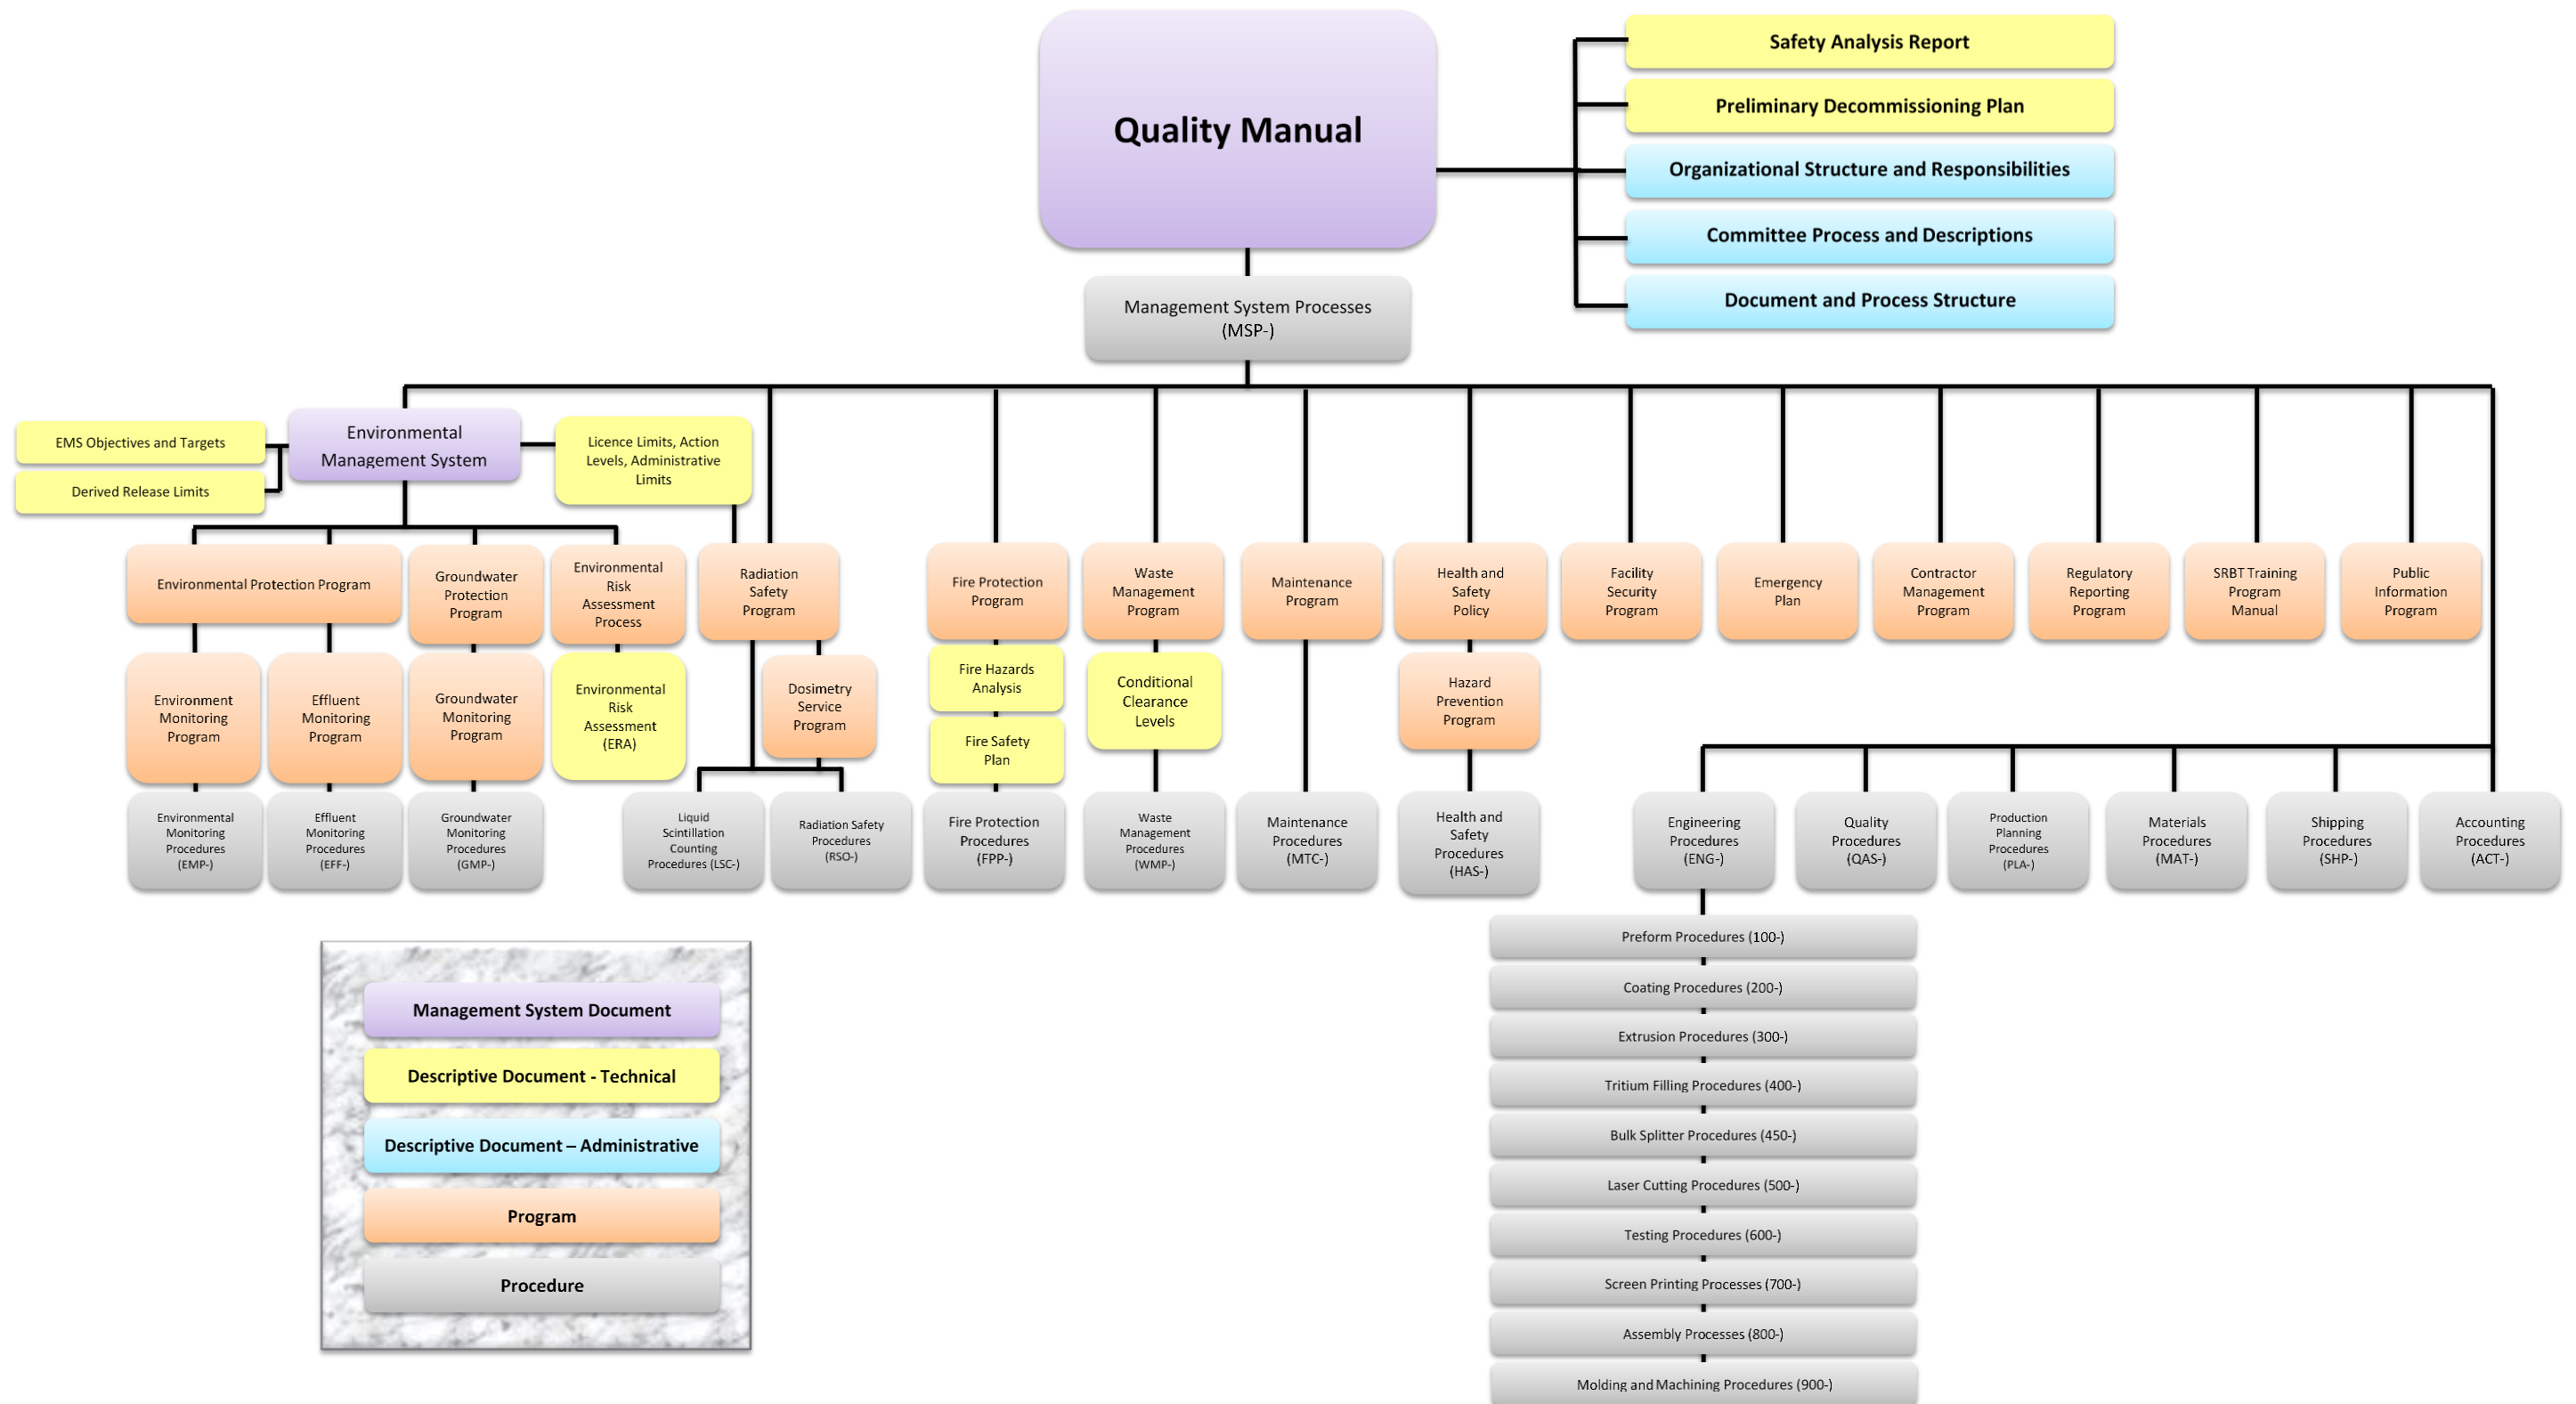 Quality Manual
Safety Analysis Report
Preliminary Decommissioning Plan
Organizational Structure and Responsibilities
Committee Process and Descriptions
Document and Process Structure
Management System Processes
(MSP-)
EMS Objectives and Targets
Derived Release Limits
Environmental
Management System
Licence Limits, Action
Levels, Administrative
Limits
Environmental Protection Program
Groundwater
Protection
Program
Environmental
Risk
Assessment
Process
Radiation
Safety
Program
Fire Protection
Program
Waste
Management
Program
Maintenance
Program
Health and
Safety
Policy
Facility
Security
Program
Emergency
Plan
Contractor
Management
Program
Regulatory
Reporting
Program
SRBT Training
Program
Manual
Public
Information
Program
Environment
Monitoring
Program
Effluent
Monitoring
Program
Groundwater
Monitoring
Program
Environmental
Risk
Assessment
(ERA)
Dosimetry
Service
Program
Fire Hazards
Analysis
Fire Safety
Plan
Conditional
Clearance
Levels
Hazard
Prevention
Program
Environmental
Monitoring
Procedures
(EMP-)
Effluent
Monitoring
Procedures
(EFF-)
Groundwater
Monitoring
Procedures
(GMP-)
Liquid
Scintillation
Counting
Procedures (LSC-)
Radiation Safety
Procedures
(RSO-)
Fire Protection
Procedures
(FPP-)
Waste
Management
Procedures
(WMP-)
Maintenance
Procedures
(MTC-)
Health and
Safety
Procedures
(HAS-)
Engineering
Procedures
(ENG-)
Quality
Procedures
(QAS-)
Production
Planning
Procedures
(PLA-)
Materials
Procedures
(MAT-)
Shipping
Procedures
(SHP-)
Accounting
Procedures
(ACT-)
Preform Procedures (100-)
Coating Procedures (200-)
Extrusion Procedures (300-)
Tritium Filling Procedures (400-)
Bulk Splitter Procedures (450-)
Laser Cutting Procedures (500-)
Testing Procedures (600-)
Screen Printing Processes (700-)
Assembly Processes (800-)
Molding and Machining Procedures (900-)
Management System Document
Descriptive Document - Technical
Descriptive Document – Administrative
Program
Procedure